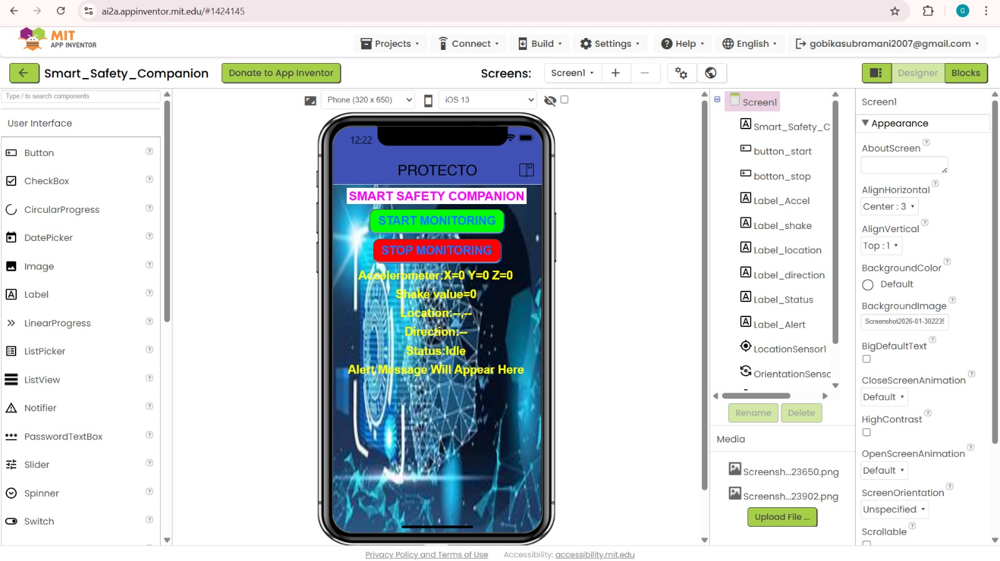 ai2a.appinventor.mit.edu/#1424145
G
MIT
APP INVENTOR
Projects
Connect
Build
Settings
Help
English
gobikasubramani2007@gmail.com
Smart_Safety_Companion
Donate to App Inventor
Screens:
Screen1
Designer
Blocks
Type / to search components
User Interface
Button
CheckBox
CircularProgress
DatePicker
Image
Label
LinearProgress
ListPicker
ListView
Notifier
PasswordTextBox
Slider
Spinner
Switch
Phone (320 x 650)
iOS 13
12:22
PROTECTO
SMART SAFETY COMPANION
START MONITORING
STOP MONITORING
Accelerometer:X=0 Y=0 Z=0
Shake value=0
Location:--,--
Direction:--
Status:Idle
Alert Message Will Appear Here
Screen1
Smart_Safety_C
button_start
botton_stop
Label_Accel
Label_shake
Label_location
Label_direction
Label_Status
Label_Alert
LocationSensor1
OrientationSenso
Rename
Delete
Media
Screensh...23650.png
Screensh...23902.png
Upload File ...
Screen1
Appearance
AboutScreen
AlignHorizontal
Center : 3
AlignVertical
Top : 1
BackgroundColor
Default
BackgroundImage
Screenshot2026-01-302239
BigDefaultText
CloseScreenAnimation
Default
HighContrast
OpenScreenAnimation
Default
ScreenOrientation
Unspecified
Scrollable
Privacy Policy and Terms of Use
Accessibility: accessibility.mit.edu